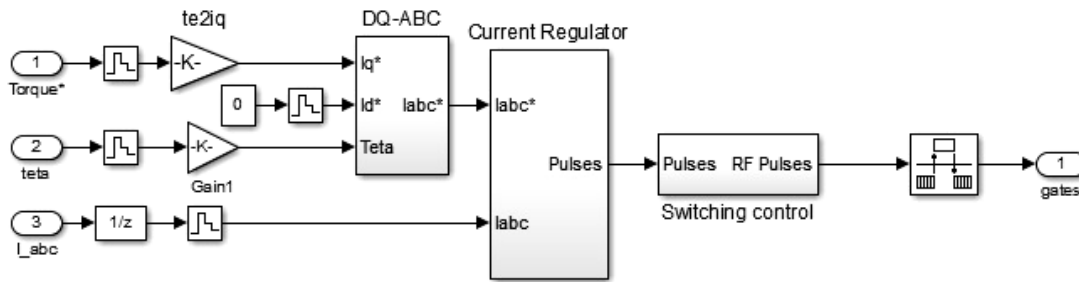 te2iq
DQ-ABC
Current Regulator
1
-K-
Iq*
Torque*
0
Id*
Iabc*
Iabc*
2
-K-
Teta
teta
Gain1
Pulses
Pulses
RF Pulses
1
gates
Switching control
3
1/z
Iabc
I_abc